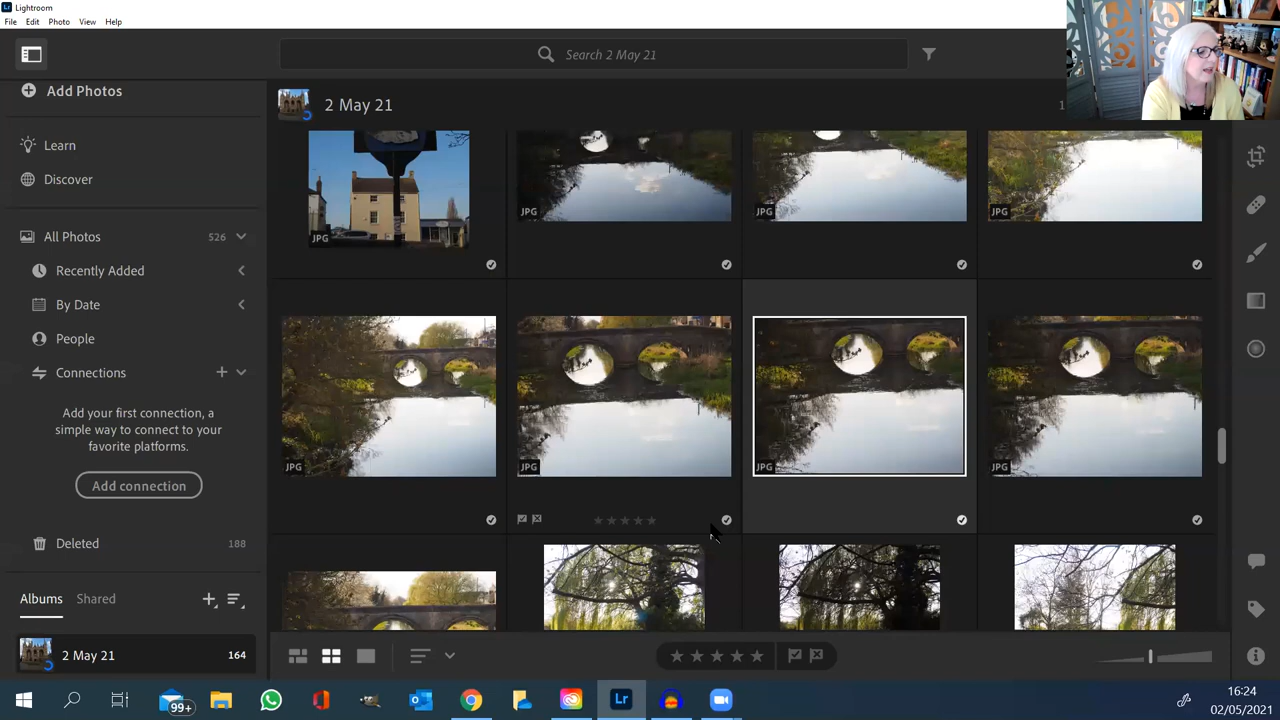 Lr Lightroom
File Edit Photo View Help
Search 2 May 21
Add Photos
2 May 21
Learn
Discover
All Photos 526
Recently Added
By Date
People
Connections +
Add your first connection, a
simple way to connect to your
favorite platforms.
Add connection
Deleted 188
Albums Shared
2 May 21 164
JPG JPG JPG JPG
JPG JPG JPG JPG
99+ Lr
16:24
02/05/2021